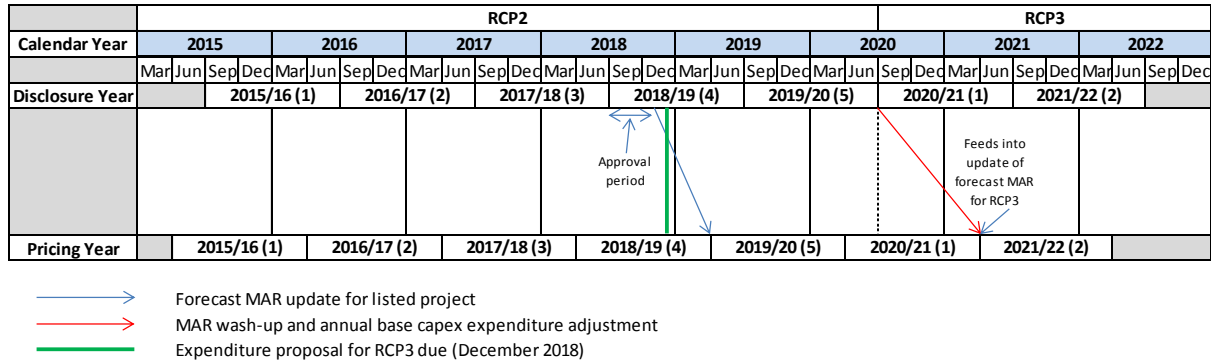 RCP2 RCP3
Calendar Year 2015 2016 2017 2018 2019 2020 2021 2022
Mar Jun Sep Dec Mar Jun Sep Dec Mar Jun Sep Dec Mar Jun Sep Dec Mar Jun Sep Dec Mar Jun Sep Dec Mar Jun Sep Dec Mar Jun Sep Dec
Disclosure Year 2015/16 (1) 2016/17 (2) 2017/18 (3) 2018/19 (4) 2019/20 (5) 2020/21 (1) 2021/22 (2)
Approval
period
Feeds into
update of
forecast MAR
for RCP3
Pricing Year 2015/16 (1) 2016/17 (2) 2017/18 (3) 2018/19 (4) 2019/20 (5) 2020/21 (1) 2021/22 (2)
Forecast MAR update for listed project
MAR wash-up and annual base capex expenditure adjustment
Expenditure proposal for RCP3 due (December 2018)